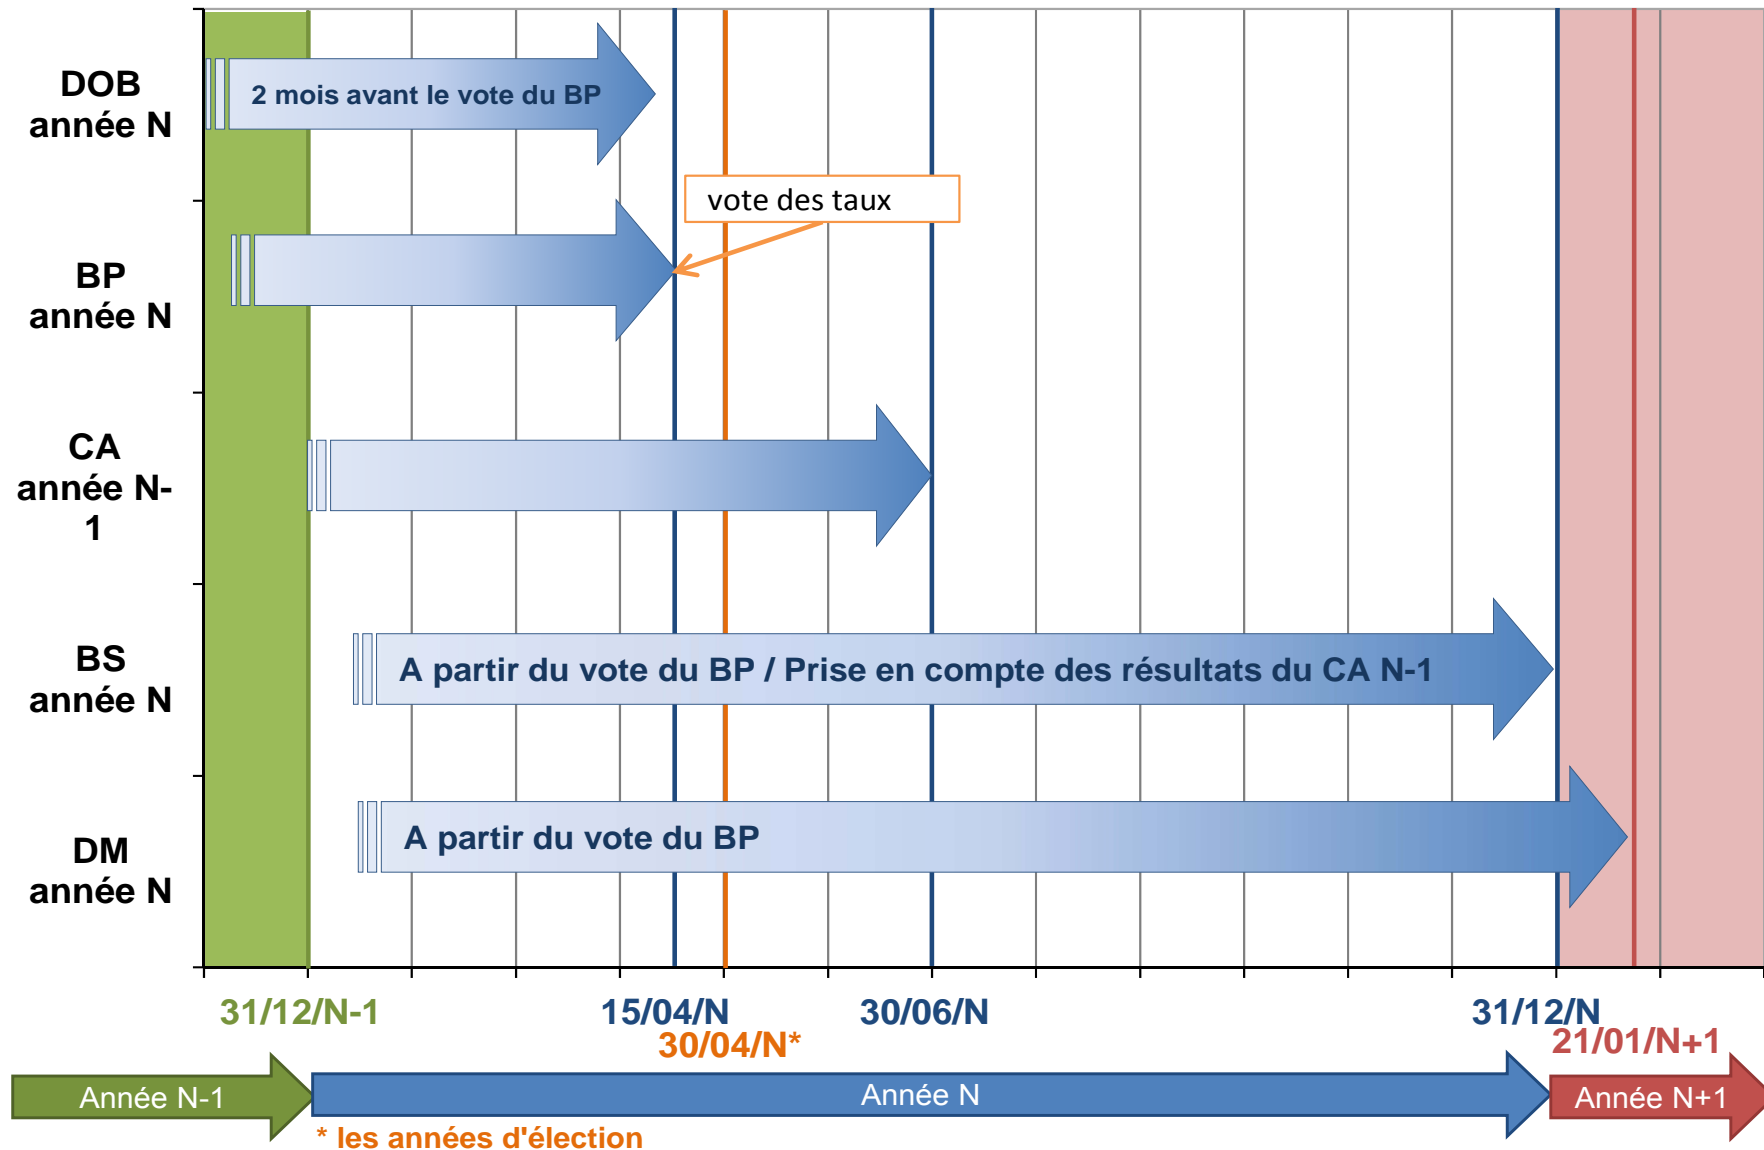 DOB
année N
2 mois avant le vote du BP
vote des taux
BP
année N
CA
année N-
1
BS
année N
A partir du vote du BP / Prise en compte des résultats du CA N-1
DM
année N
A partir du vote du BP
31/12/N-1
15/04/N
30/06/N
31/12/N
30/04/N*
21/01/N+1
Année N-1
Année N
Année N+1
* les années d'élection